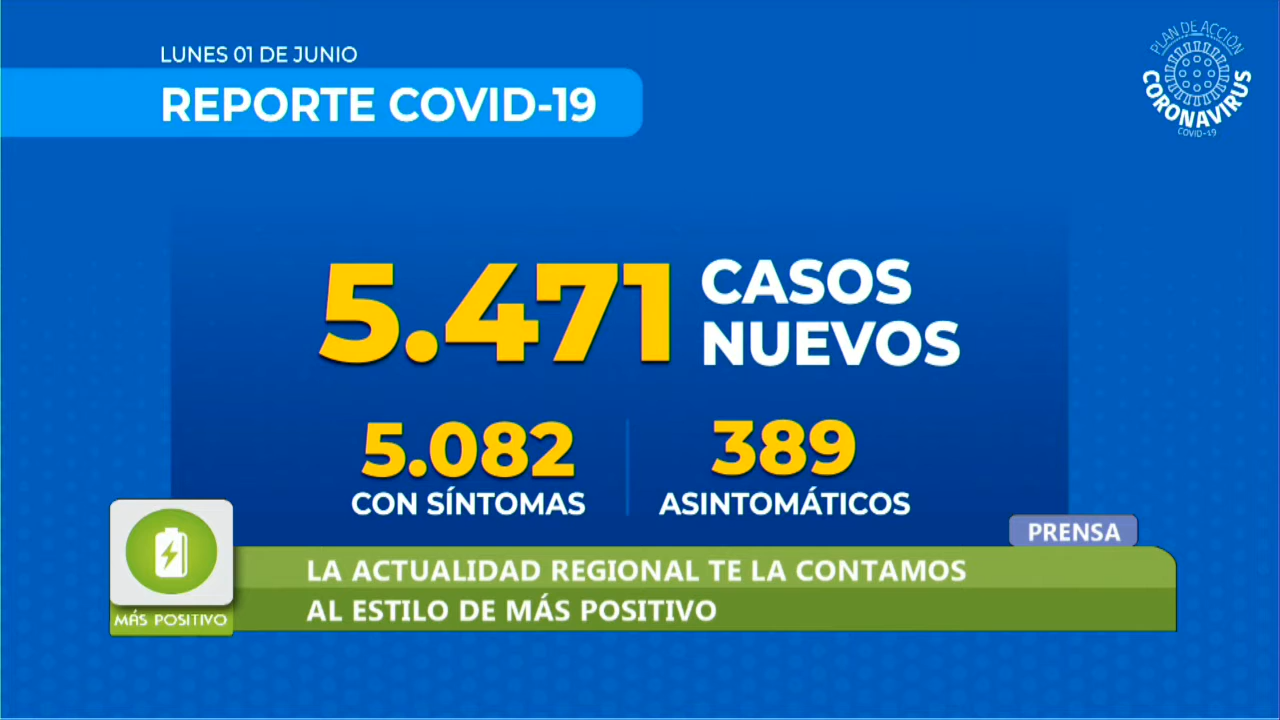 LUNES 01 DE JUNIO
REPORTE COVID-19
PLAN DE ACCIÓN
CORONAVIRUS
COVID-19
5.471 CASOS
NUEVOS
5.082
CON SÍNTOMAS
389
ASINTOMÁTICOS
PRENSA
LA ACTUALIDAD REGIONAL TE LA CONTAMOS
AL ESTILO DE MÁS POSITIVO
MÁS POSITIVO